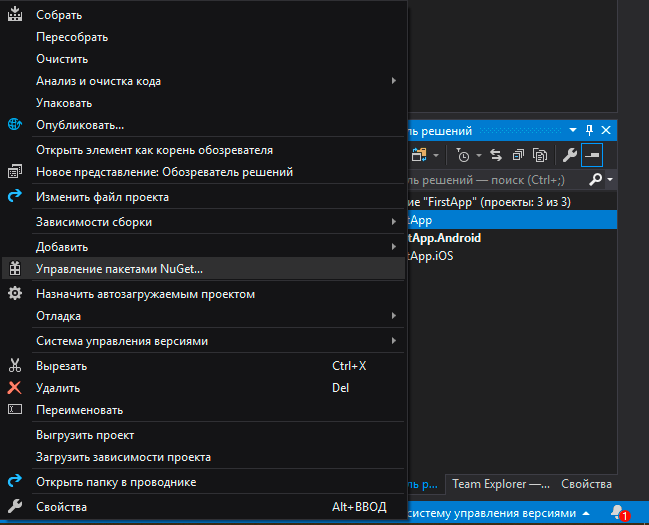 Собрать
Пересобрать
Очистить
Анализ и очистка кода
Упаковать
Опубликовать...
Открыть элемент как корень обозревателя
Новое представление: Обозреватель решений
Изменить файл проекта
Зависимости сборки
Добавить
Управление пакетами NuGet...
Назначить автозагружаемым проектом
Отладка
Система управления версиями
Вырезать Ctrl+X
Удалить Del
Переименовать
Выгрузить проект
Загрузить зависимости проекта
Открыть папку в проводнике
Свойства Alt+ВВОД
ль решений
ль решений — поиск (Ctrl+;)
ие "FirstApp" (проекты: 3 из 3)
tApp
tApp.Android
tApp.iOS
ль р... Team Explorer —... Свойства
систему управления версиями 1